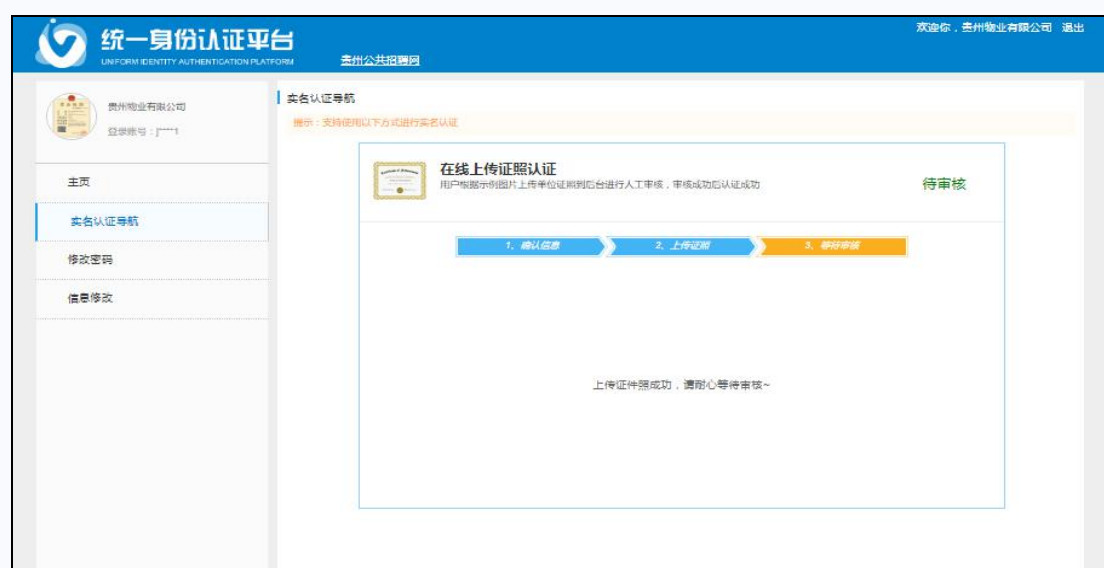 统一身份认证平台
UNIFORM IDENTITY AUTHENTICATION PLATFORM
贵州公共招聘网
欢迎你，贵州物业有限公司 退出
贵州物业有限公司
登录账号：j****1
主页
实名认证导航
修改密码
信息修改
实名认证导航
提示：支持使用以下方式进行实名认证
在线上传证照认证
用户根据示例图片上传单位证照到后台进行人工审核，审核成功后认证成功
待审核
1、确认信息
2、上传证照
3、等待审核
上传证件照成功，请耐心等待审核~